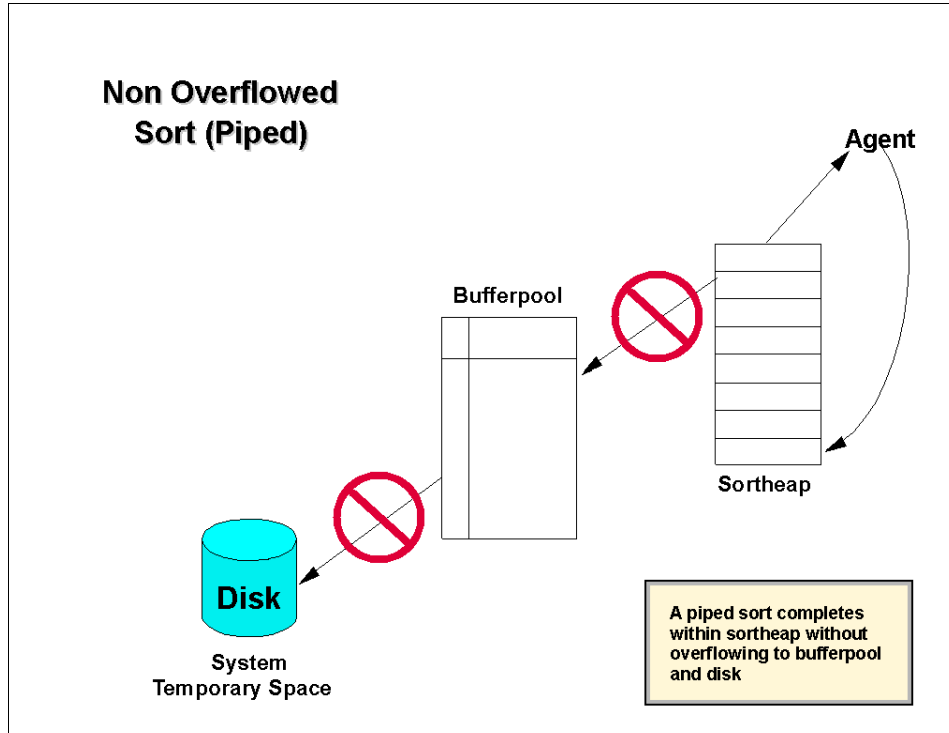 Non Overflowed
Sort (Piped)
Agent
Bufferpool
Sortheap
Disk
System
Temporary Space
A piped sort completes
within sortheap without
overflowing to bufferpool
and disk